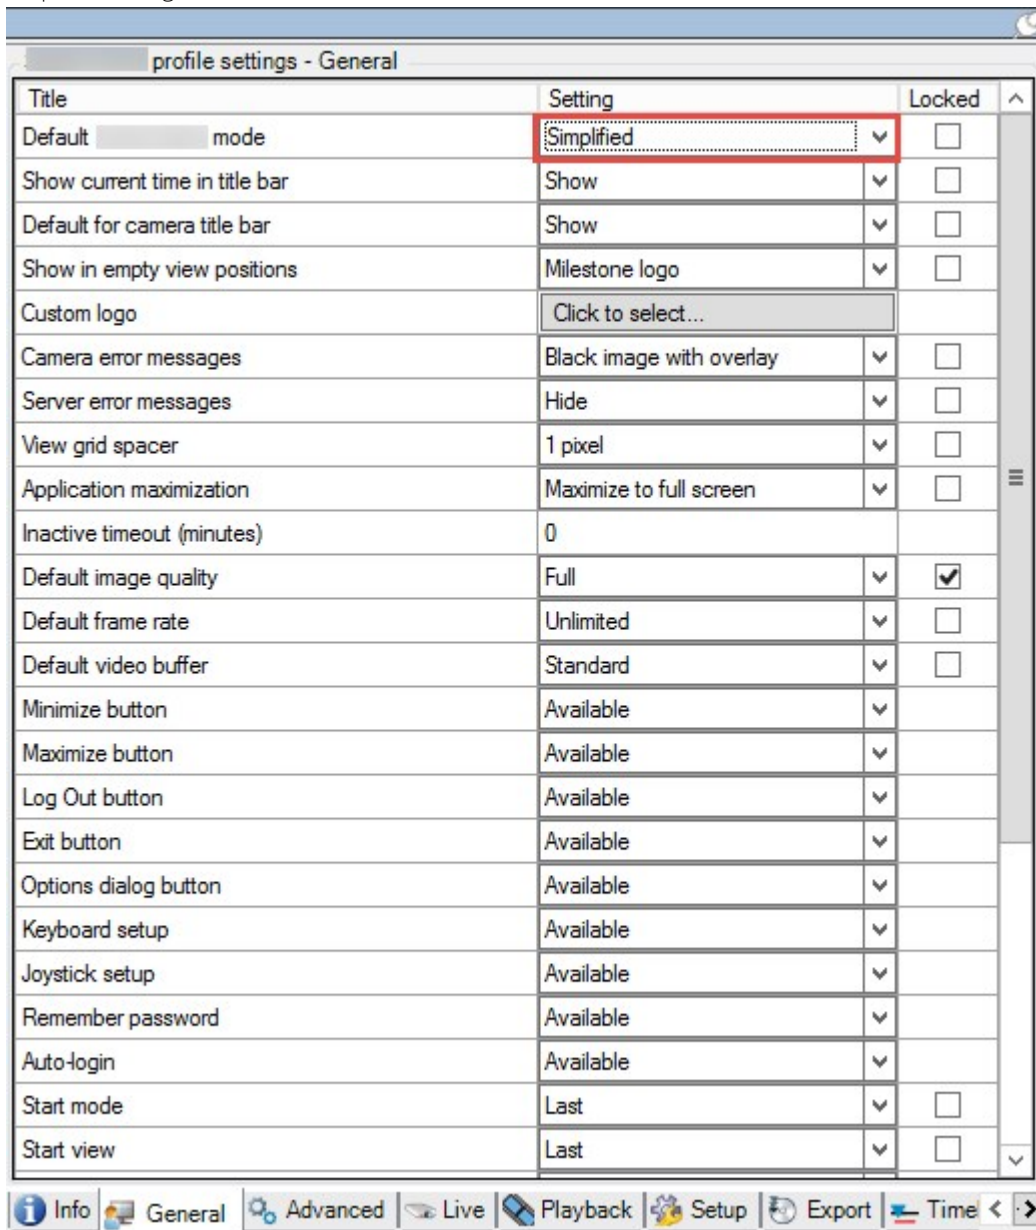 profile settings - General
Title Setting Locked
Default mode Simplified
Show current time in title bar Show
Default for camera title bar Show
Show in empty view positions Milestone logo
Custom logo Click to select...
Camera error messages Black image with overlay
Server error messages Hide
View grid spacer 1 pixel
Application maximization Maximize to full screen
Inactive timeout (minutes) 0
Default image quality Full
Default frame rate Unlimited
Default video buffer Standard
Minimize button Available
Maximize button Available
Log Out button Available
Exit button Available
Options dialog button Available
Keyboard setup Available
Joystick setup Available
Remember password Available
Auto-login Available
Start mode Last
Start view Last
Info General Advanced Live Playback Setup Export Timel